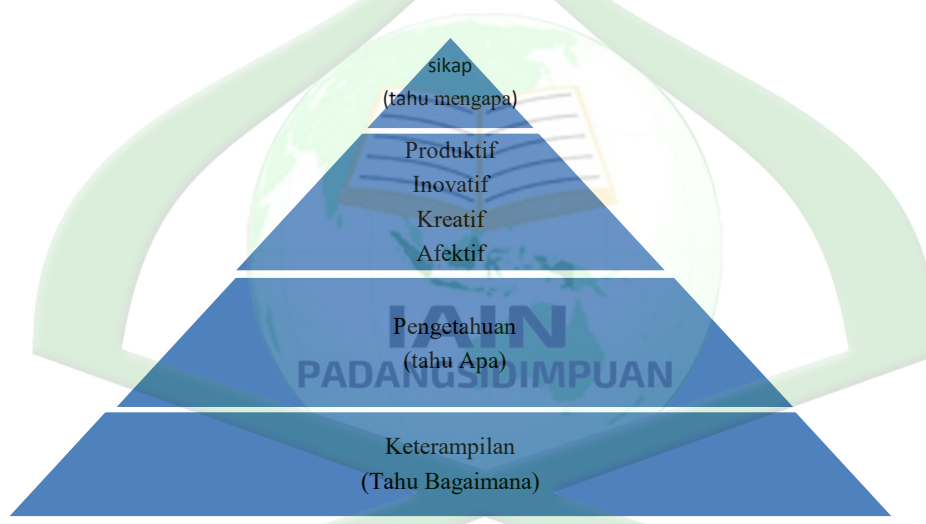 sikap
(tahu mengapa)
Produktif
Inovatif
Kreatif
Afektif
Pengetahuan
(tahu Apa)
IAIN
PADANGSIDIMPUAN
Keterampilan
(Tahu Bagaimana)